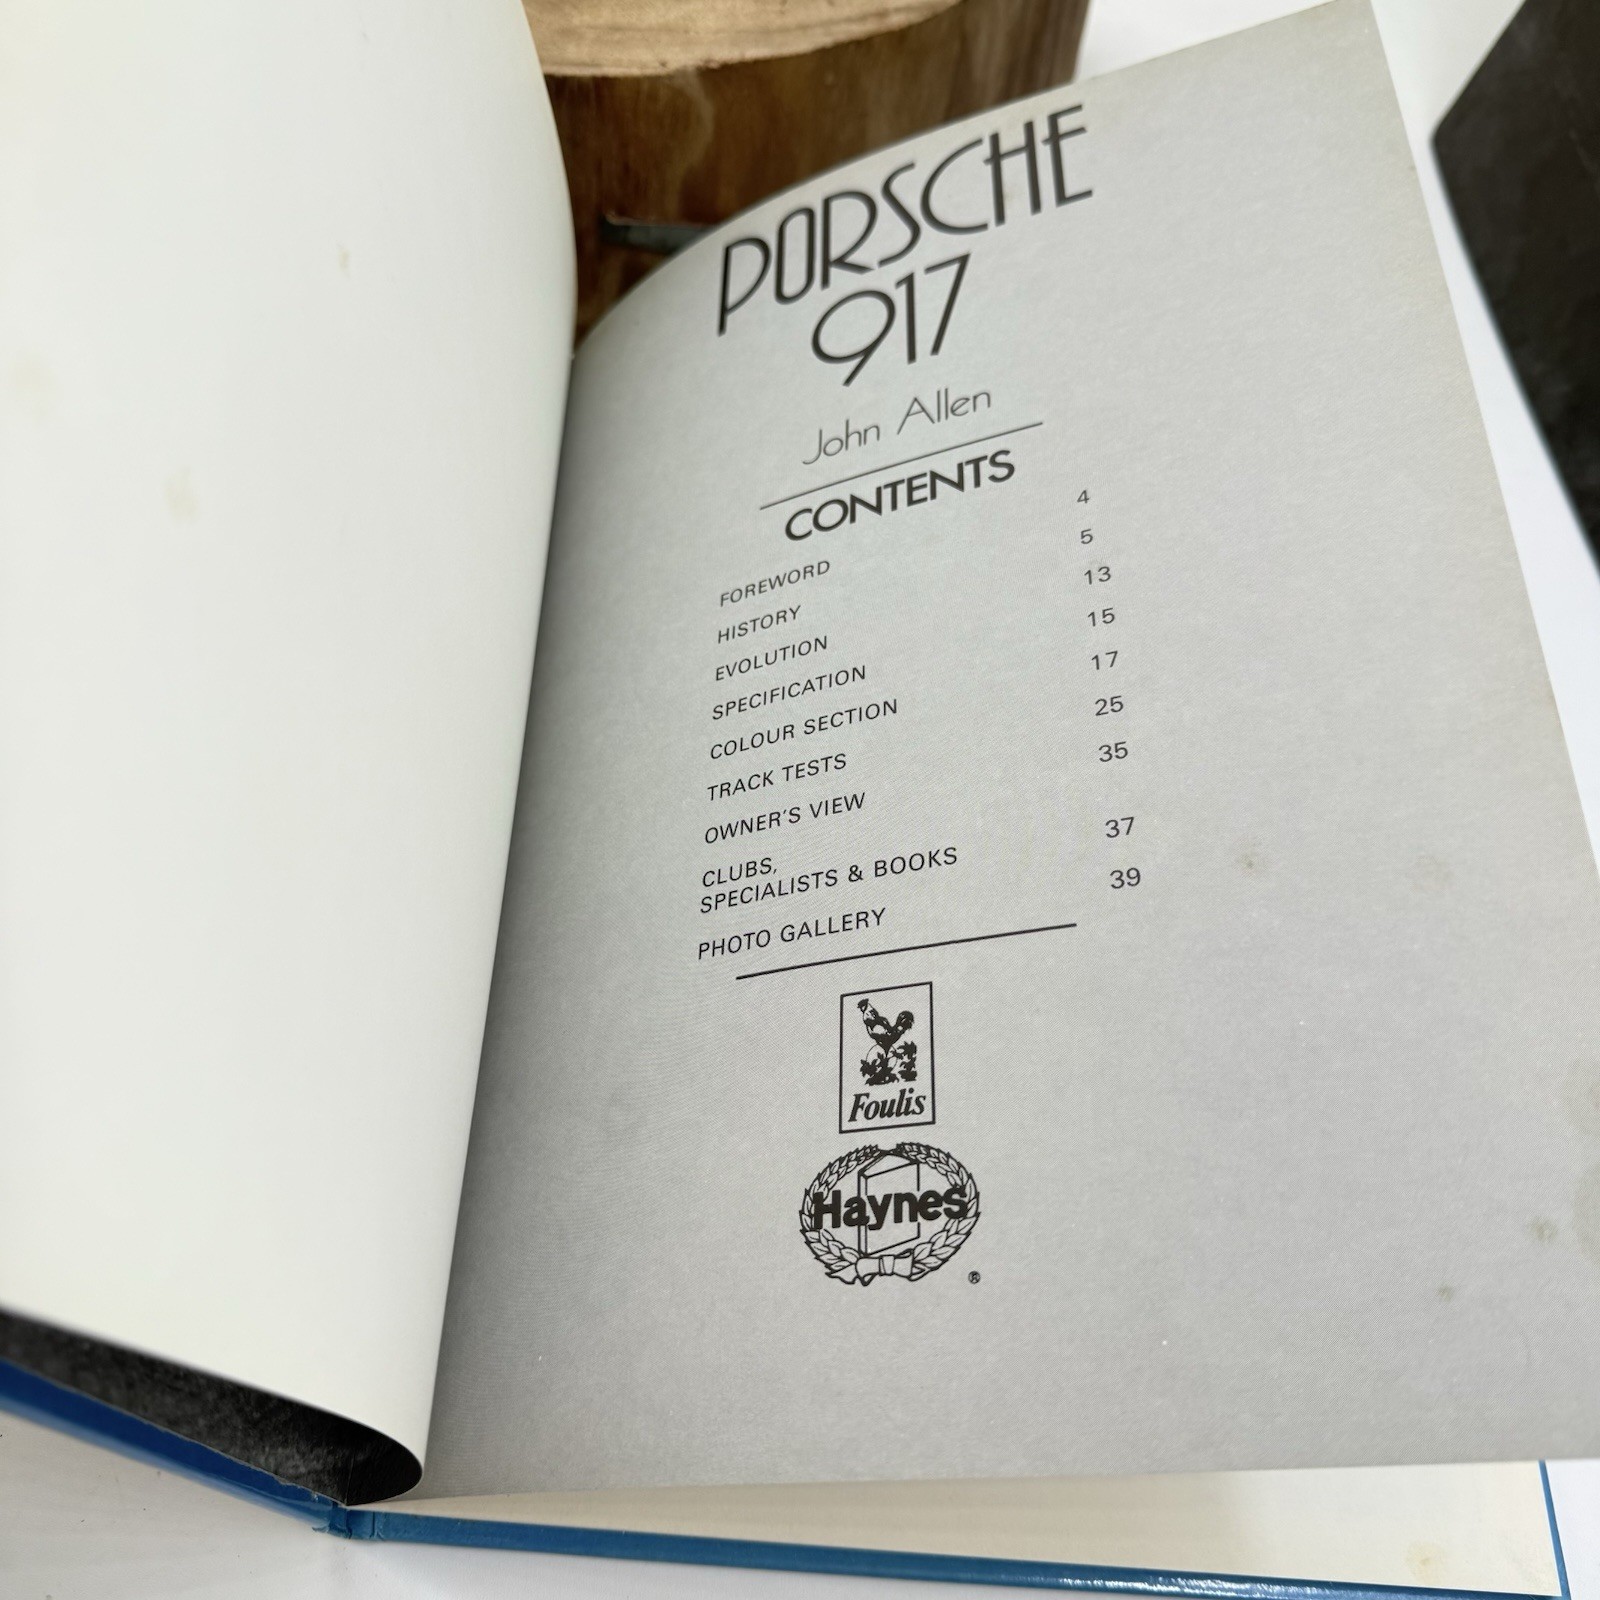 PORSCHE
917
John Allen
CONTENTS
FOREWORD 4
HISTORY 5
EVOLUTION 13
SPECIFICATION 15
COLOUR SECTION 17
TRACK TESTS 25
OWNER'S VIEW 35
CLUBS,
SPECIALISTS & BOOKS 37
PHOTO GALLERY 39
Foulis
Haynes
®